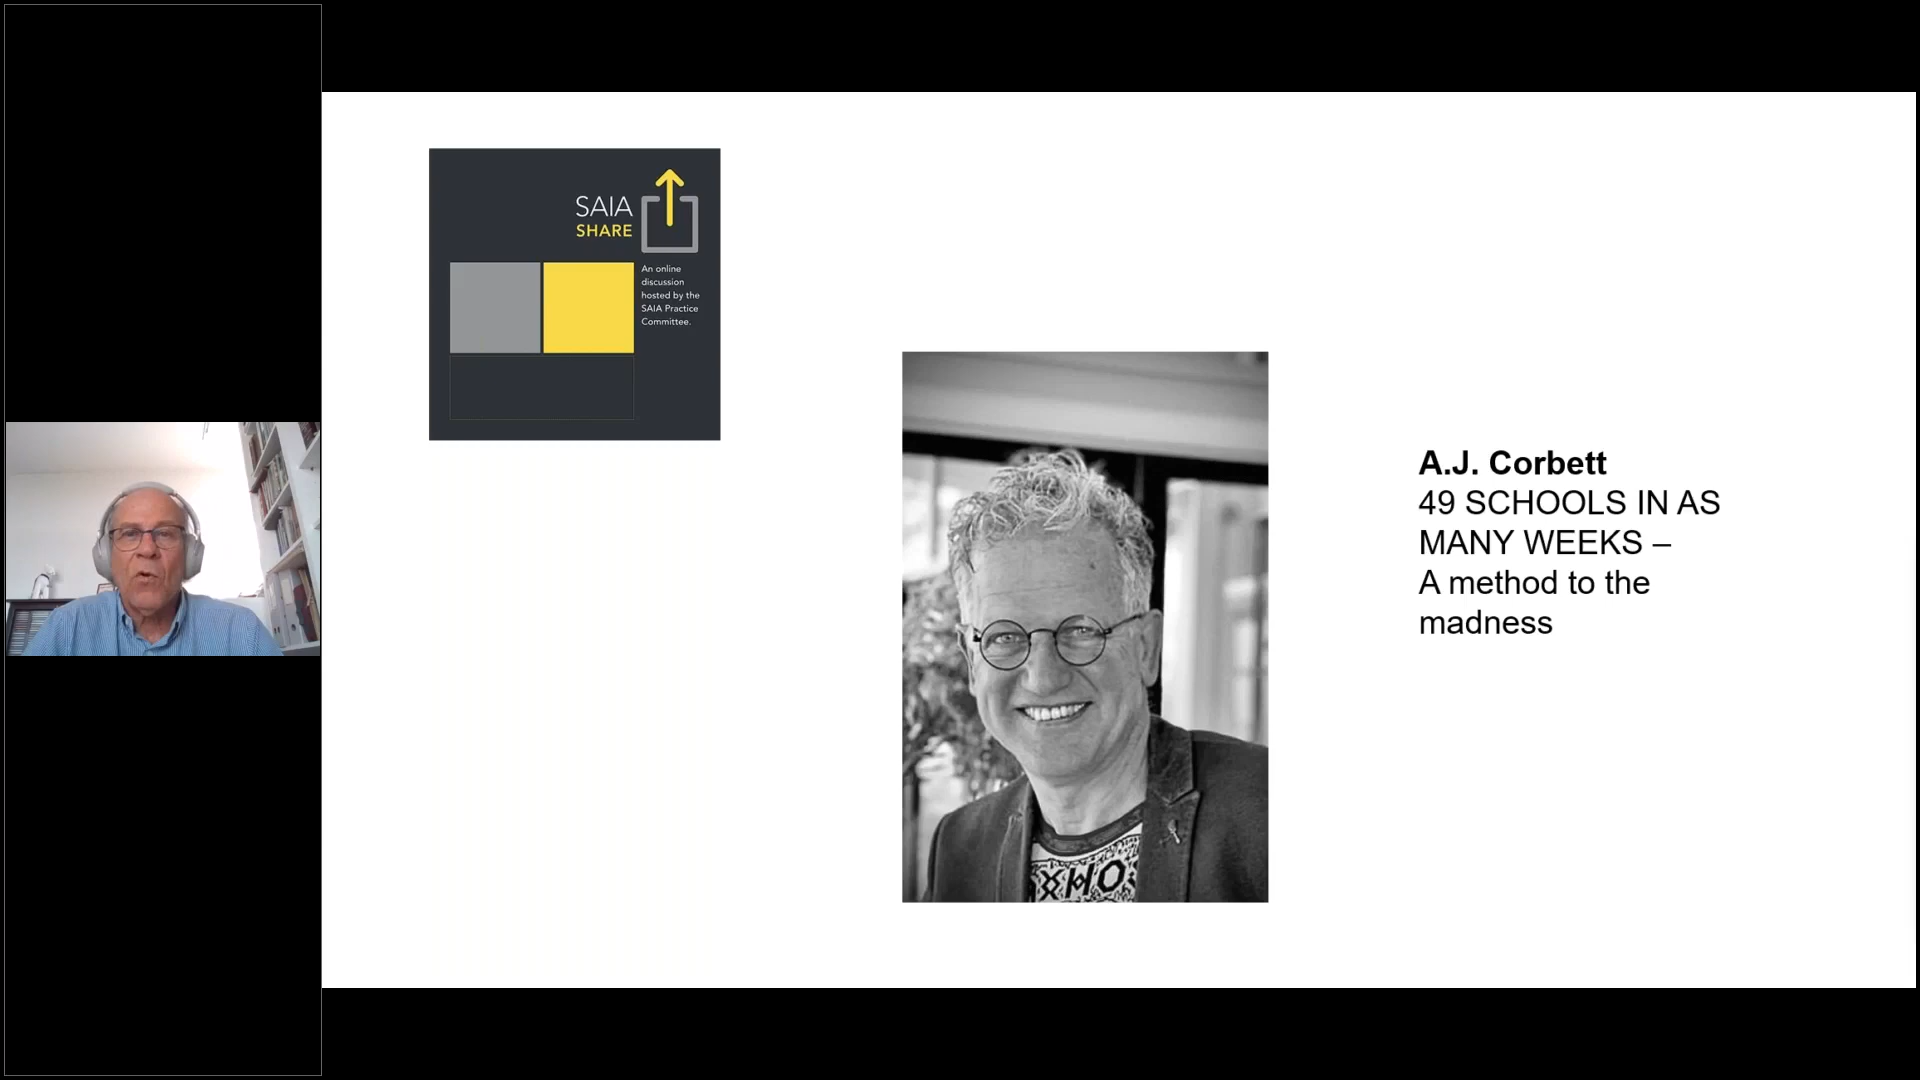 SAIA
SHARE
An online
discussion
hosted by the
SAIA Practice
Committee.
A.J. Corbett
49 SCHOOLS IN AS
MANY WEEKS –
A method to the
madness